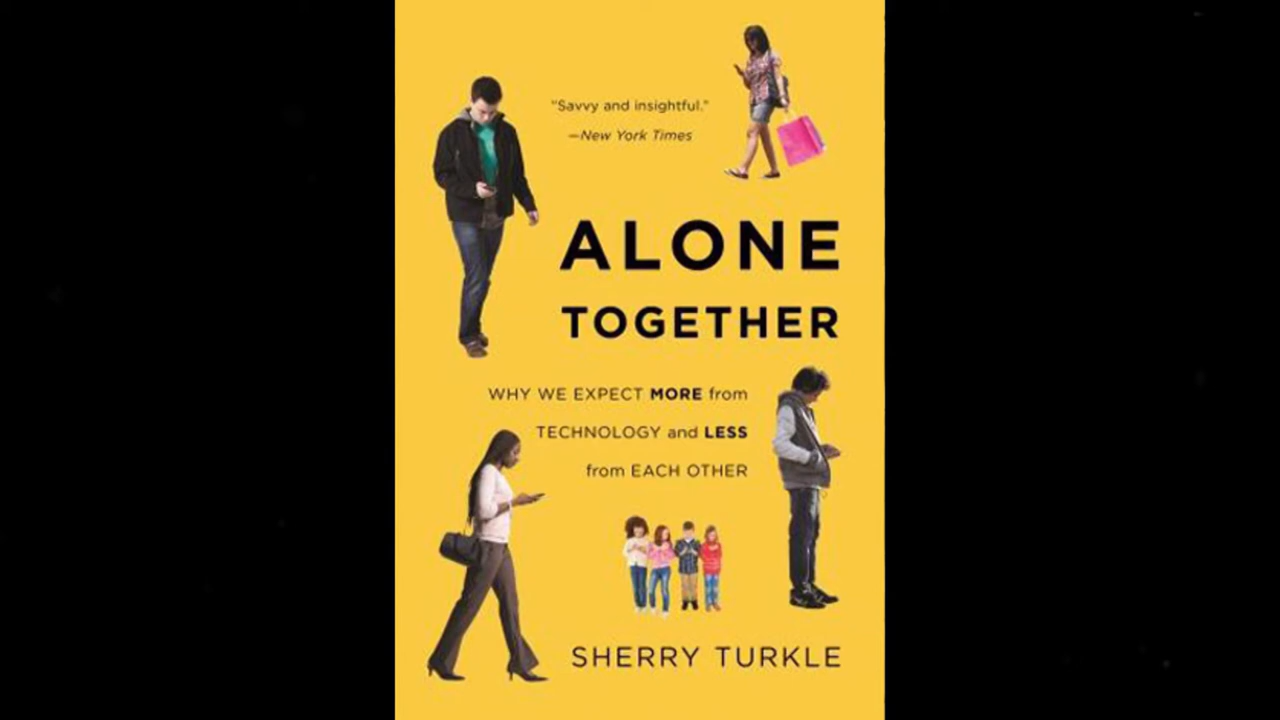 "Savvy and insightful."
—New York Times
ALONE
TOGETHER
WHY WE EXPECT MORE from
TECHNOLOGY and LESS
from EACH OTHER
SHERRY TURKLE